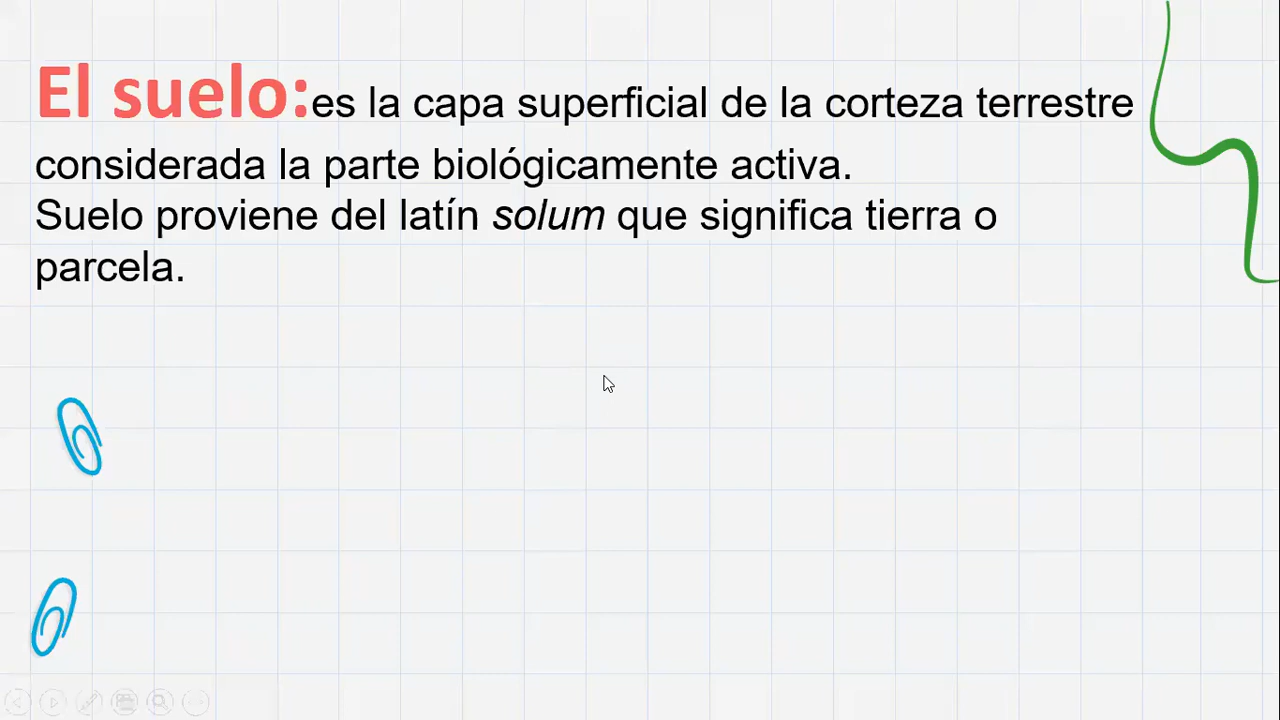 El suelo:es la capa superficial de la corteza terrestre
considerada la parte biológicamente activa.
Suelo proviene del latín solum que significa tierra o
parcela.